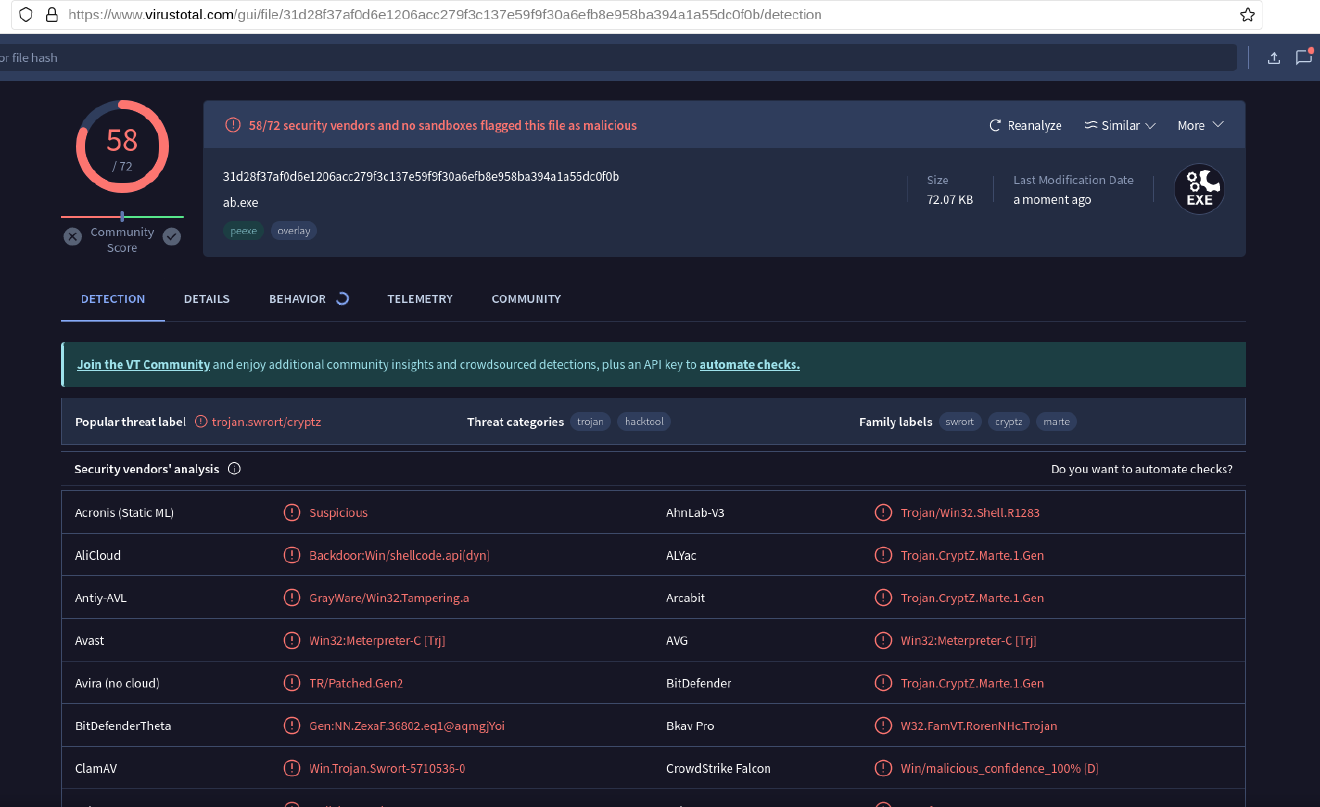 https://www.virustotal.com/gui/file/31d28f37af0d6e1206acc279f3c137e59f9f30a6efb8e958ba394a1a55dc0f0b/detection
or file hash
58
/ 72
58/72 security vendors and no sandboxes flagged this file as malicious
Reanalyze
Similar
More
31d28f37af0d6e1206acc279f3c137e59f9f30a6efb8e958ba394a1a55dc0f0b
ab.exe
peexe
overlay
Size
72.07 KB
Last Modification Date
a moment ago
EXE
Community
Score
DETECTION
DETAILS
BEHAVIOR
TELEMETRY
COMMUNITY
Join the VT Community and enjoy additional community insights and crowdsourced detections, plus an API key to automate checks.
Popular threat label trojan.swrort/cryptz
Threat categories trojan hacktool
Family labels swrort cryptz marte
Security vendors' analysis
Do you want to automate checks?
Acronis (Static ML) Suspicious
AhnLab-V3 Trojan/Win32.Shell.R1283
AliCloud Backdoor:Win/shellcode.api(dyn)
ALYac Trojan.CryptZ.Marte.1.Gen
Antiy-AVL GrayWare/Win32.Tampering.a
Arcabit Trojan.CryptZ.Marte.1.Gen
Avast Win32:Meterpreter-C [Trj]
AVG Win32:Meterpreter-C [Trj]
Avira (no cloud) TR/Patched.Gen2
BitDefender Trojan.CryptZ.Marte.1.Gen
BitDefenderTheta Gen:NN.ZexaF.36802.eq1@aqmgjYoi
Bkav Pro W32.FamVT.RorenNHc.Trojan
ClamAV Win.Trojan.Swrort-5710536-0
CrowdStrike Falcon Win/malicious_confidence_100% (D)